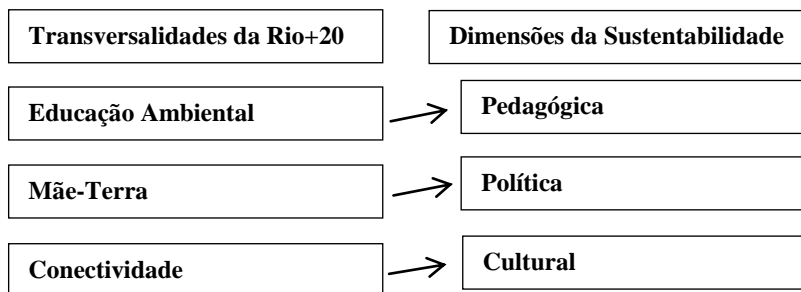 Transversalidades da Rio+20
Dimensões da Sustentabilidade
Educação Ambiental
Pedagógica
Mãe-Terra
Política
Conectividade
Cultural